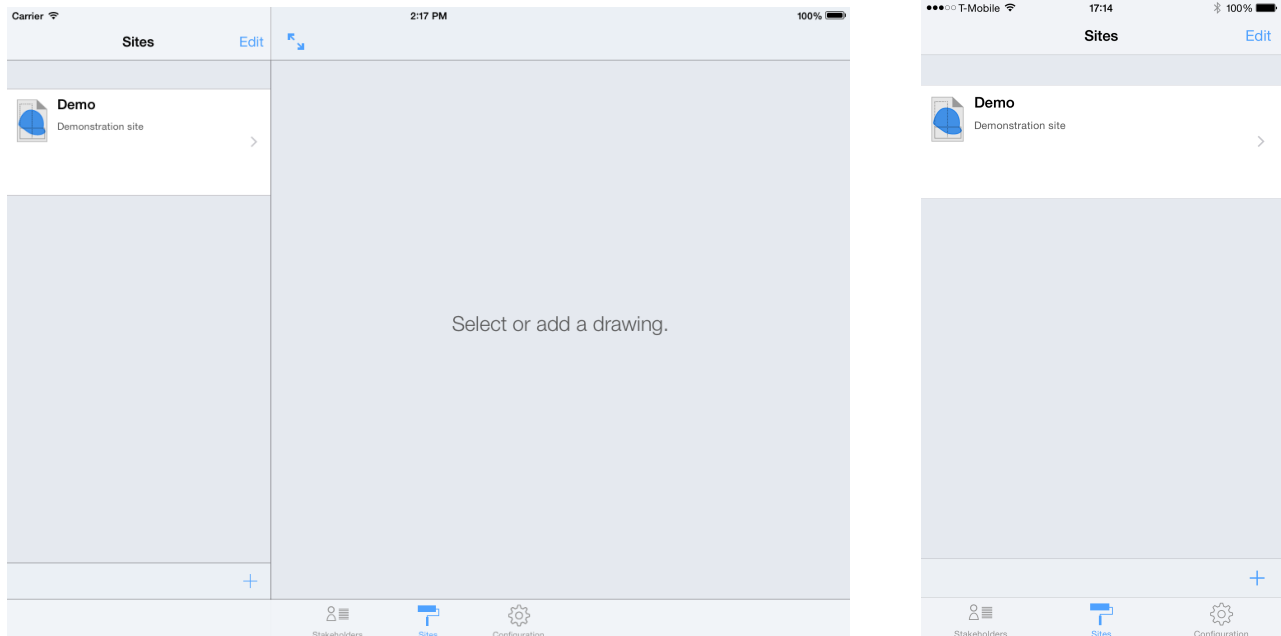 Carrier 2:17 PM 100%
Sites Edit
Demo
Demonstration site
Select or add a drawing.
Stakeholders Sites Configuration
T-Mobile 17:14 100%
Sites Edit
Demo
Demonstration site
Stakeholders Sites Configuration